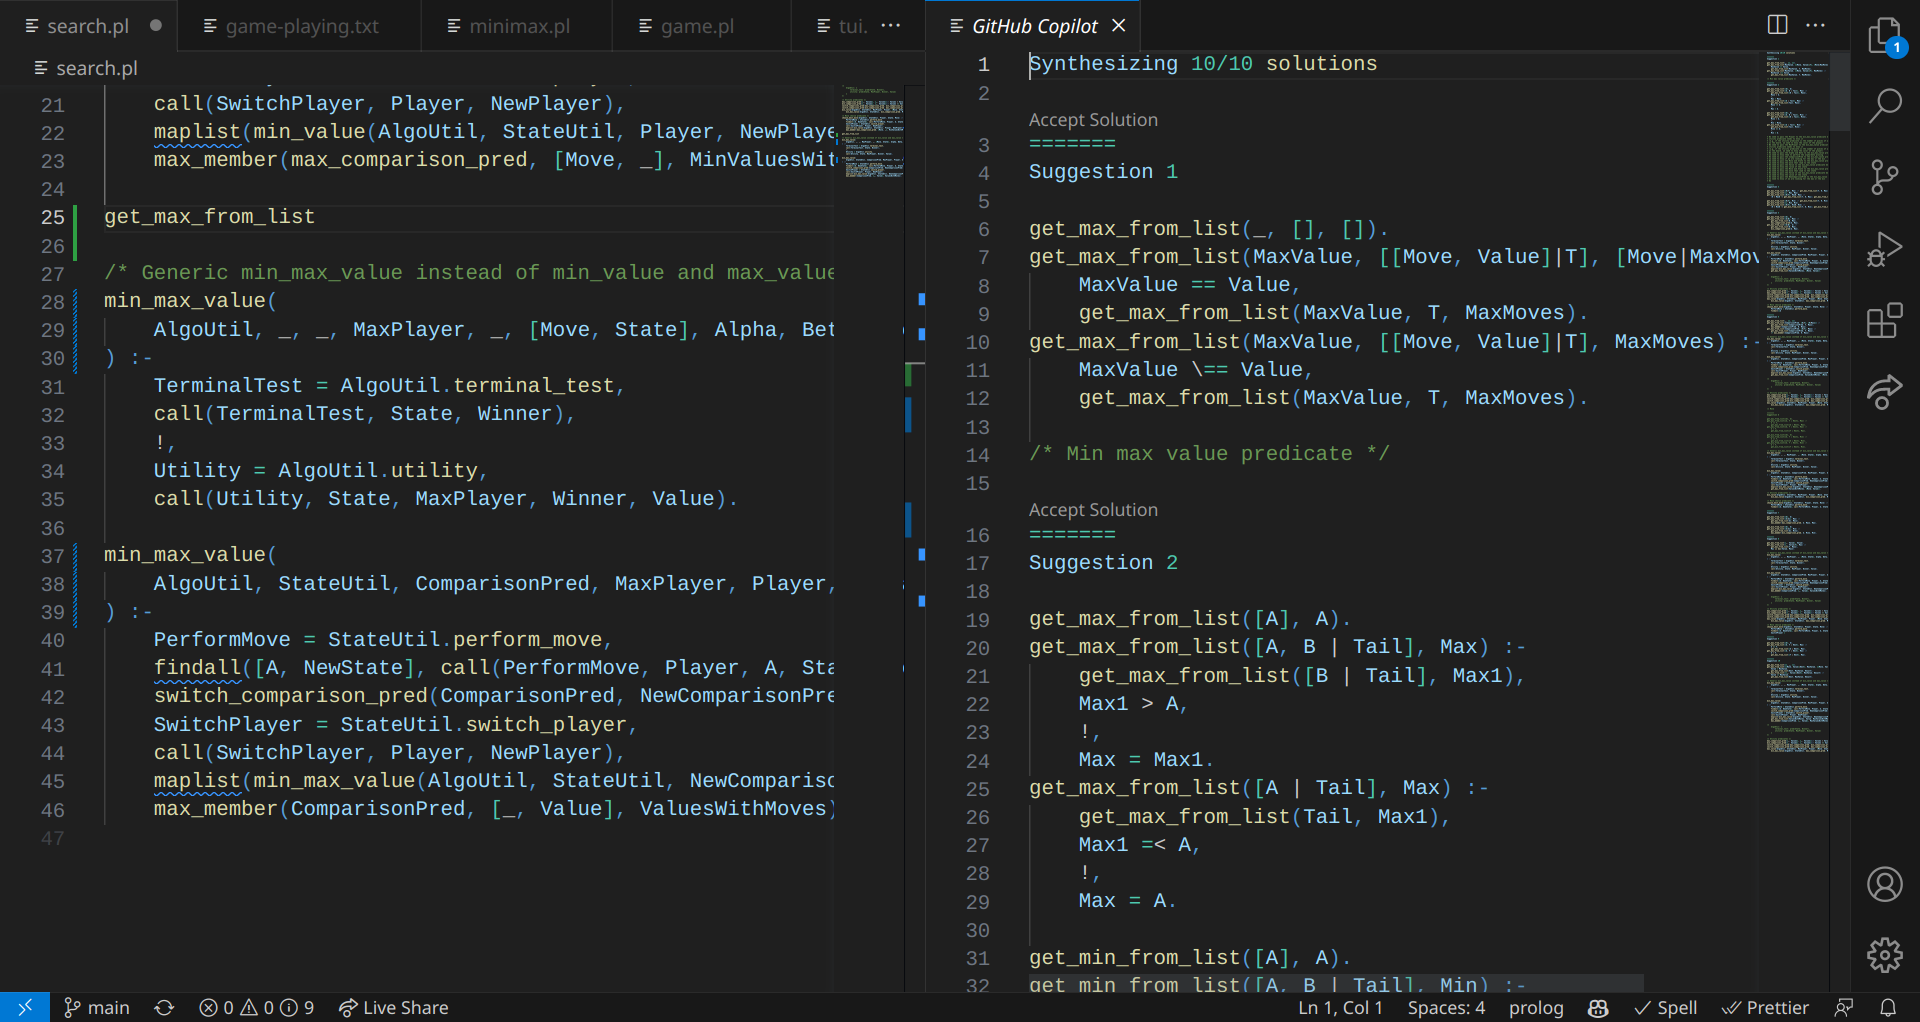 search.pl
game-playing.txt
minimax.pl
game.pl
tui.
GitHub Copilot
1
search.pl
21 call(SwitchPlayer, Player, NewPlayer),
22 maplist(min_value(AlgoUtil, StateUtil, Player, NewPlaye
23 max_member(max_comparison_pred, [Move, _], MinValuesWit
24
25 get_max_from_list
26
27 /* Generic min_max_value instead of min_value and max_value
28 min_max_value(
29 AlgoUtil, _, _, MaxPlayer, _, [Move, State], Alpha, Bet
30 ) :-
31 TerminalTest = AlgoUtil.terminal_test,
32 call(TerminalTest, State, Winner),
33 !,
34 Utility = AlgoUtil.utility,
35 call(Utility, State, MaxPlayer, Winner, Value).
36
37 min_max_value(
38 AlgoUtil, StateUtil, ComparisonPred, MaxPlayer, Player,
39 ) :-
40 PerformMove = StateUtil.perform_move,
41 findall([A, NewState], call(PerformMove, Player, A, Sta
42 switch_comparison_pred(ComparisonPred, NewComparisonPre
43 SwitchPlayer = StateUtil.switch_player,
44 call(SwitchPlayer, Player, NewPlayer),
45 maplist(min_max_value(AlgoUtil, StateUtil, NewComparisc
46 max_member(ComparisonPred, [_, Value], ValuesWithMoves)
47
1 Synthesizing 10/10 solutions
2
Accept Solution
3 =======
4 Suggestion 1
5
6 get_max_from_list(_, [], []).
7 get_max_from_list(MaxValue, [[Move, Value]|T], [Move|MaxMov
8 MaxValue == Value,
9 get_max_from_list(MaxValue, T, MaxMoves).
10 get_max_from_list(MaxValue, [[Move, Value]|T], MaxMoves) :-
11 MaxValue \== Value,
12 get_max_from_list(MaxValue, T, MaxMoves).
13
14 /* Min max value predicate */
15
Accept Solution
16 =======
17 Suggestion 2
18
19 get_max_from_list([A], A).
20 get_max_from_list([A, B | Tail], Max) :-
21 get_max_from_list([B | Tail], Max1),
22 Max1 > A,
23 !,
24 Max = Max1.
25 get_max_from_list([A | Tail], Max) :-
26 get_max_from_list(Tail, Max1),
27 Max1 =< A,
28 !,
29 Max = A.
30
31 get_min_from_list([A], A).
32 get_min_from_list([A, B | Tail], Min) :-
main 0 0 9 Live Share
Ln 1, Col 1 Spaces: 4 prolog Spell Prettier